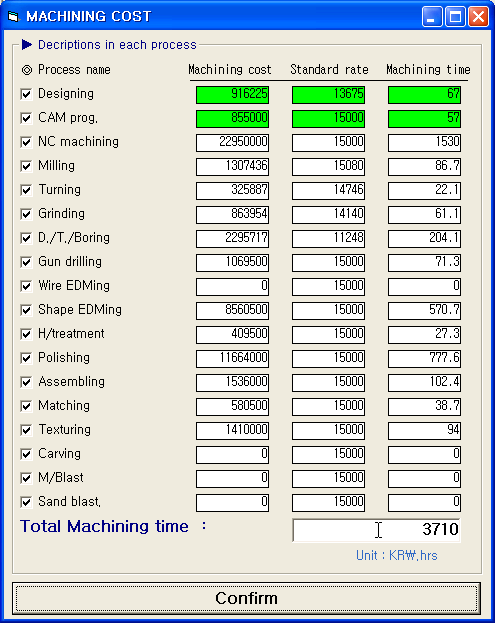 MACHINING COST
Decriptions in each process
Process name Machining cost Standard rate Machining time
Designing 916225 13675 67
CAM prog. 855000 15000 57
NC machining 22950000 15000 1530
Milling 1307436 15080 86.7
Turning 325887 14746 22.1
Grinding 863954 14140 61.1
D./T./Boring 2295717 11248 204.1
Gun drilling 1069500 15000 71.3
Wire EDMing 0 15000 0
Shape EDMing 8560500 15000 570.7
H/treatment 409500 15000 27.3
Polishing 11664000 15000 777.6
Assembling 1536000 15000 102.4
Matching 580500 15000 38.7
Texturing 1410000 15000 94
Carving 0 15000 0
M/Blast 0 15000 0
Sand blast. 0 15000 0
Total Machining time : 3710
Unit : KR₩.hrs
Confirm